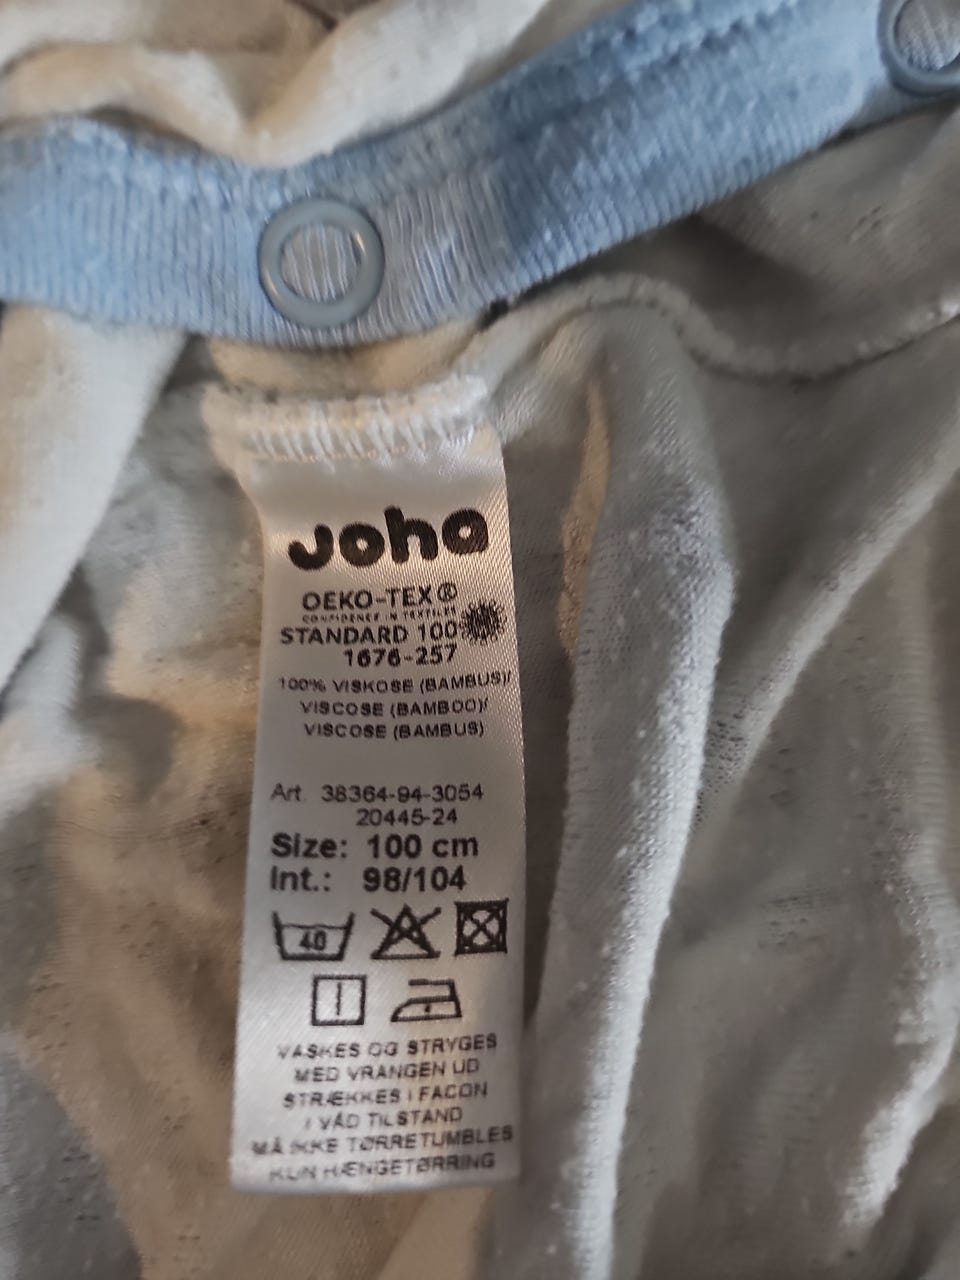 Joha
OEKO-TEX®
CONFIDENCE IN TEXTILES
STANDARD 100
1676-257
100% VISKOSE (BAMBUS)/
VISCOSE (BAMBOO)/
VISCOSE (BAMBUS)
Art. 38364-94-3054
20445-24
Size: 100 cm
Int.: 98/104
40
VASKES OG STRYGES
MED VRANGEN UD
STRÆKKES I FACON
I VÅD TILSTAND
MÅ IKKE TØRRETUMBLES
KUN HÆNGETØRRING